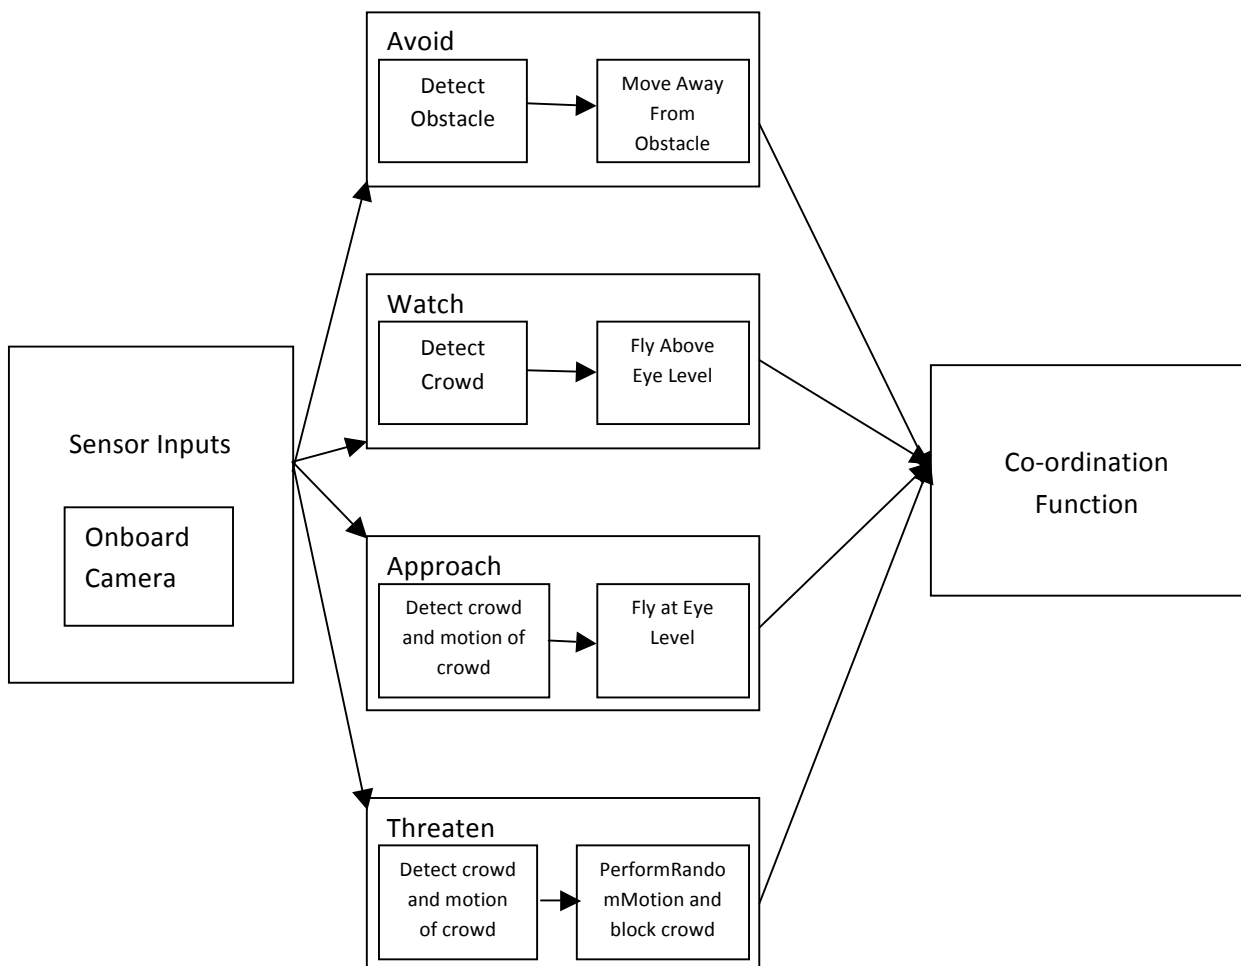 Avoid
Detect
Obstacle
Move Away
From
Obstacle
Watch
Detect
Crowd
Fly Above
Eye Level
Sensor Inputs
Onboard
Camera
Co-ordination
Function
Approach
Detect crowd
and motion of
crowd
Fly at Eye
Level
Threaten
Detect crowd
and motion
of crowd
PerformRando
mMotion and
block crowd